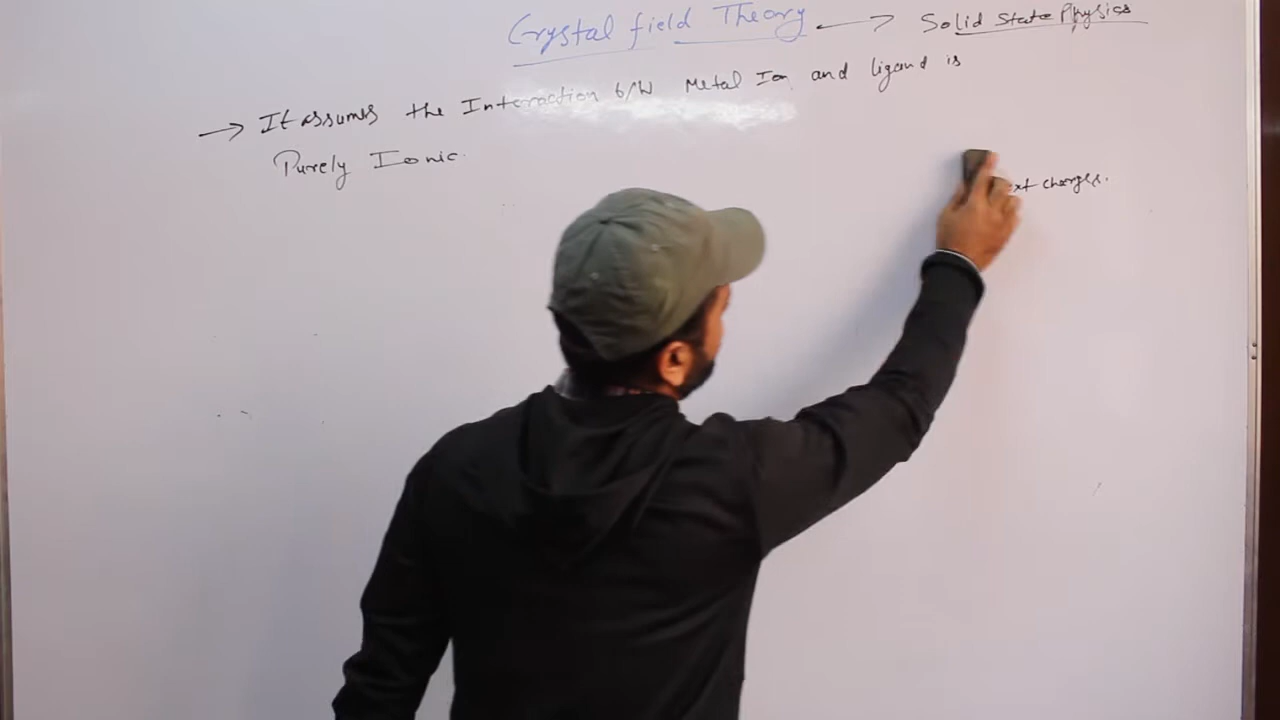 Crystal field Theory → Solid State Physics
→ It assumes the Interaction b/w Metal Ion and ligand is
Purely Ionic.
charges.